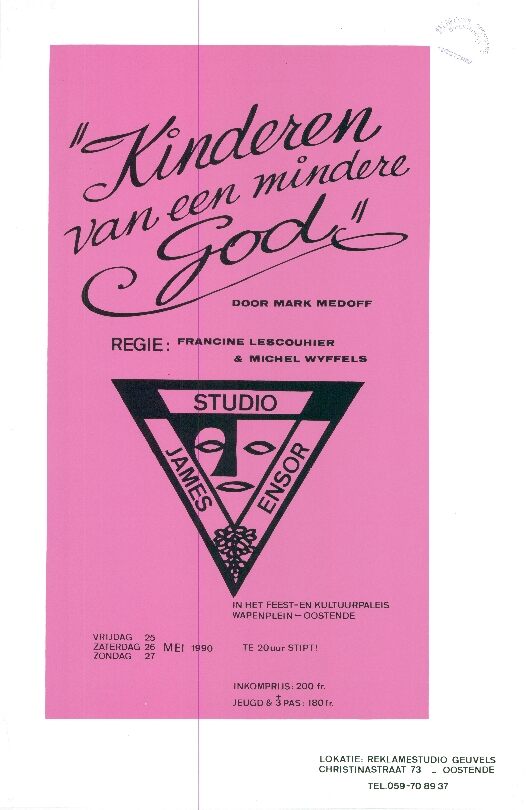 "Kinderen
van een mindere
God"
DOOR MARK MEDOFF
REGIE: FRANCINE LESCOUHIER
& MICHEL WYFFELS
STUDIO
JAMES
ENSOR
IN HET FEEST-EN KULTUURPALEIS
WAPENPLEIN - OOSTENDE
VRIJDAG 25
ZATERDAG 26 MEI 1990 TE 20uur STIPT!
ZONDAG 27
INKOMPRIJS: 200 fr.
JEUGD & 3+PAS: 180 fr.
LOKATIE: REKLAMESTUDIO GEUVELS
CHRISTINASTRAAT 73 - OOSTENDE
TEL.059-70 89 37